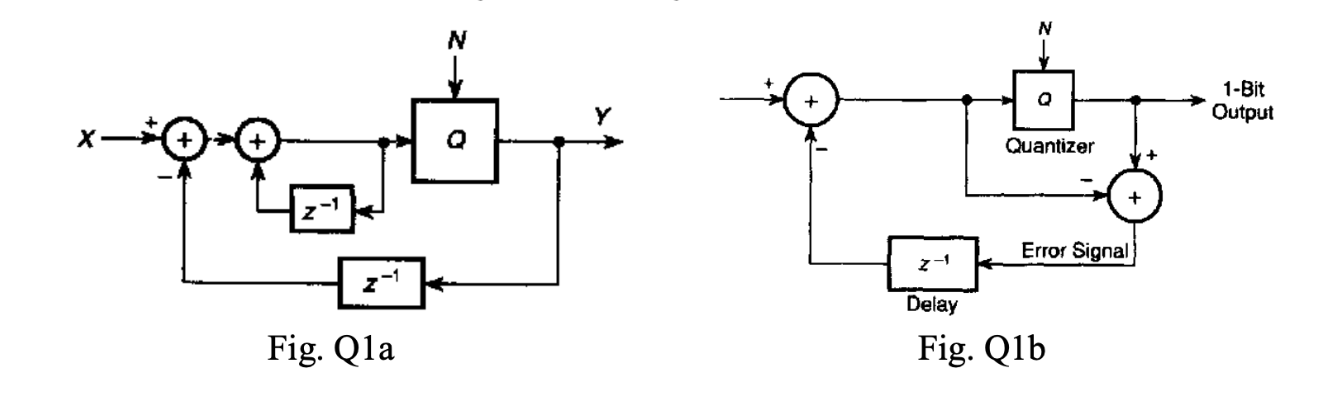 N
X
+
+
+
−
Q
Y
z⁻¹
z⁻¹
Fig. Q1a
N
+
+
−
Q
Quantizer
1-Bit
Output
+
−
+
Error Signal
z⁻¹
Delay
Fig. Q1b